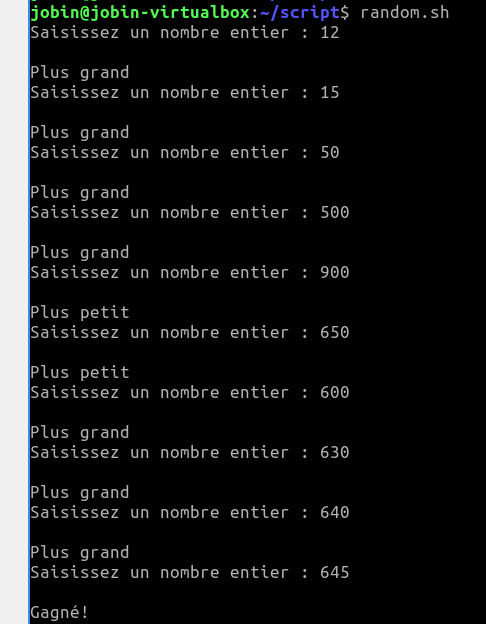 jobin@jobin-virtualbox:~/script$ random.sh
Saisissez un nombre entier : 12
Plus grand
Saisissez un nombre entier : 15
Plus grand
Saisissez un nombre entier : 50
Plus grand
Saisissez un nombre entier : 500
Plus grand
Saisissez un nombre entier : 900
Plus petit
Saisissez un nombre entier : 650
Plus petit
Saisissez un nombre entier : 600
Plus grand
Saisissez un nombre entier : 630
Plus grand
Saisissez un nombre entier : 640
Plus grand
Saisissez un nombre entier : 645
Gagné!